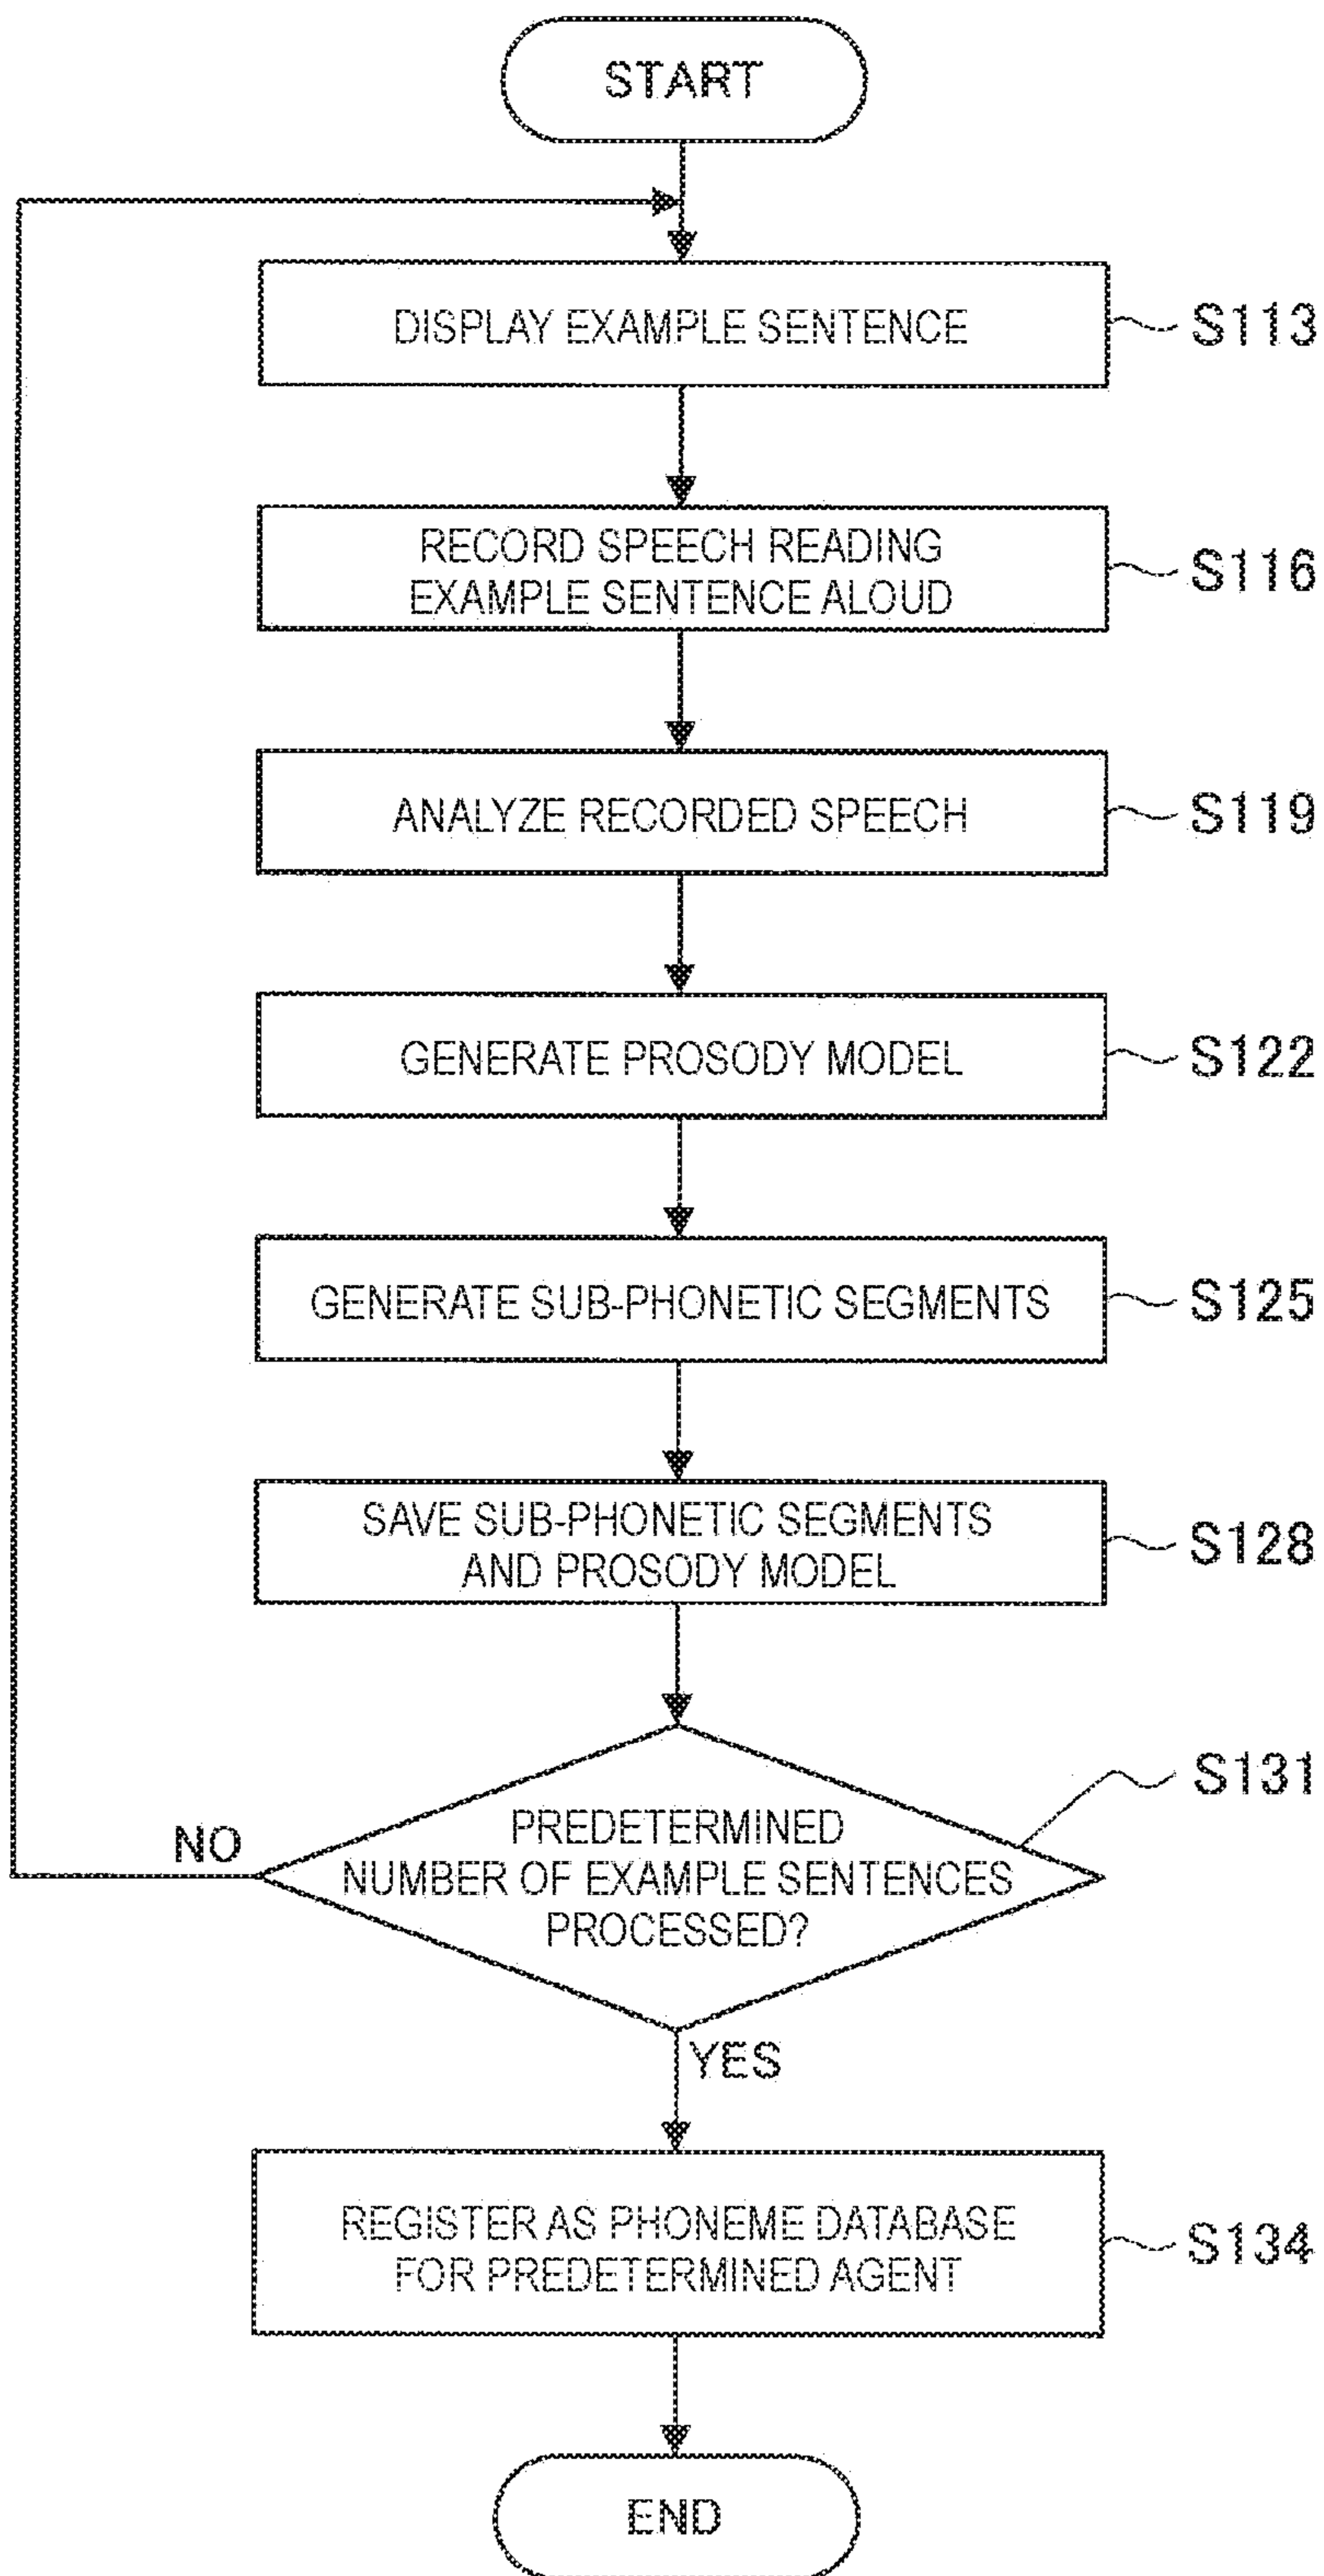 START
DISPLAY EXAMPLE SENTENCE
S113
RECORD SPEECH READING
EXAMPLE SENTENCE ALOUD
S116
ANALYZE RECORDED SPEECH
S119
GENERATE PROSODY MODEL
S122
GENERATE SUB-PHONETIC SEGMENTS
S125
SAVE SUB-PHONETIC SEGMENTS
AND PROSODY MODEL
S128
S131
PREDETERMINED
NUMBER OF EXAMPLE SENTENCES
PROCESSED?
NO
YES
REGISTER AS PHONEME DATABASE
FOR PREDETERMINED AGENT
S134
END